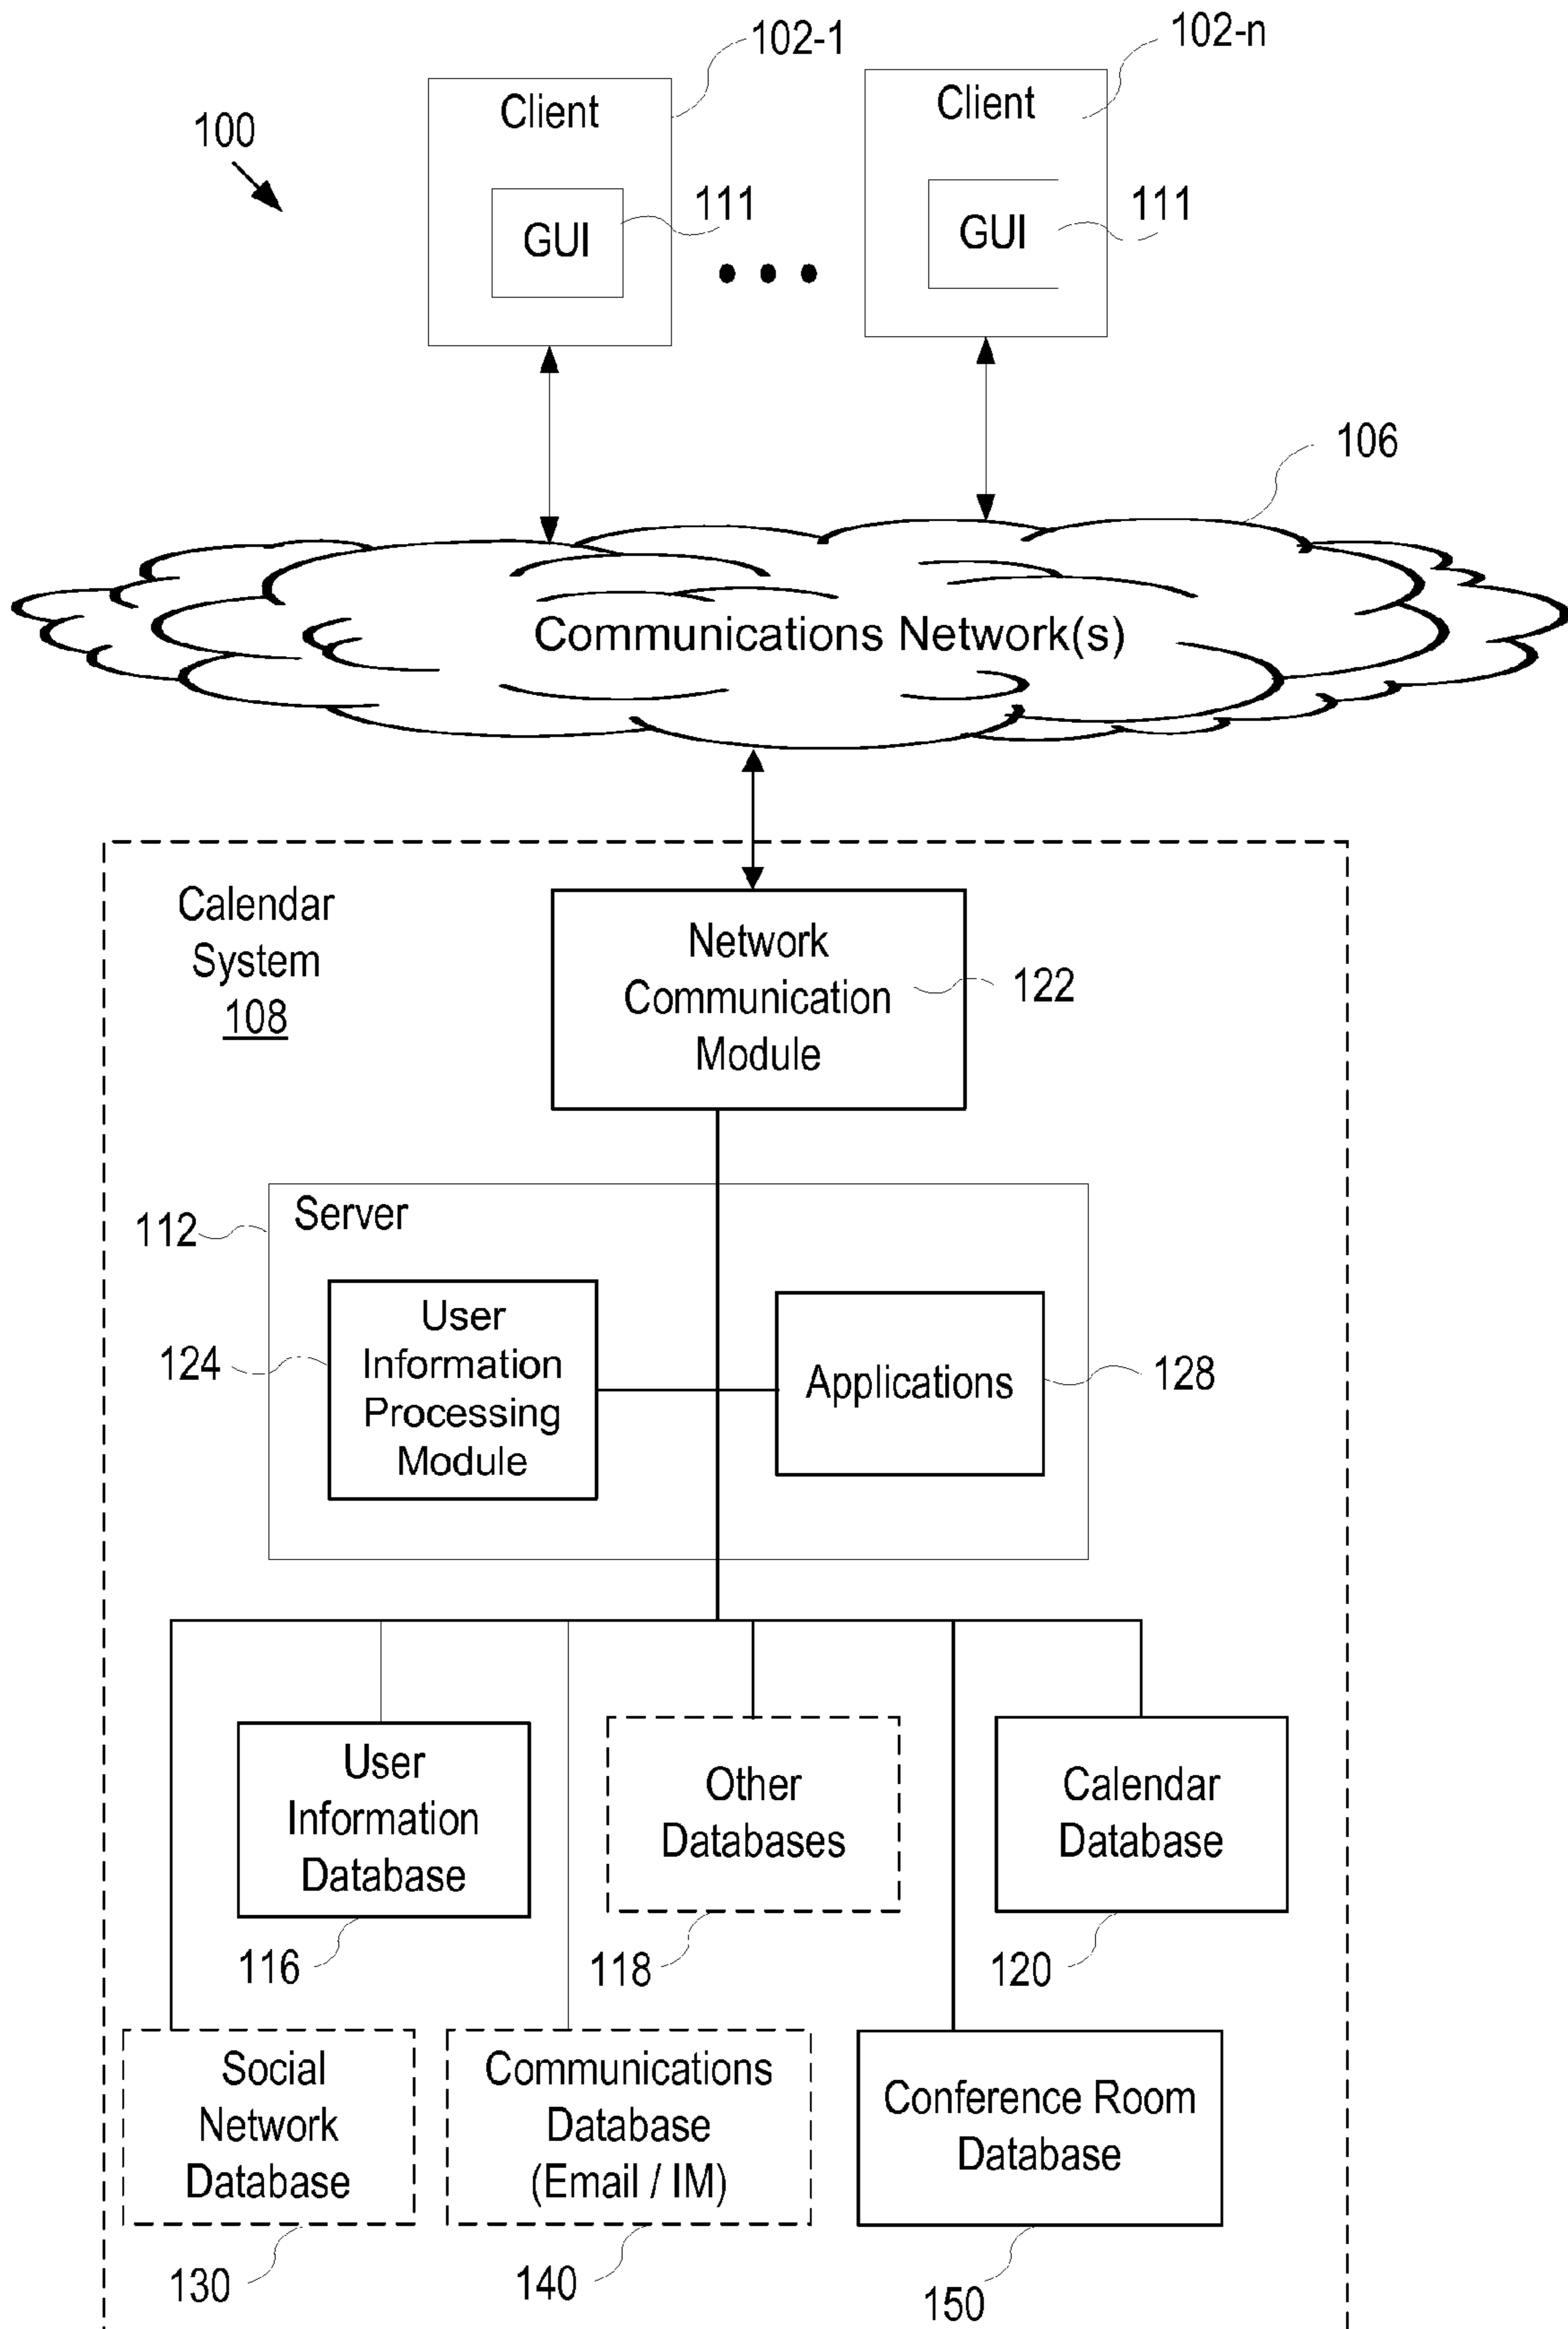 100
102-1
102-n
Client
Client
GUI
111
GUI
111
106
Communications Network(s)
Calendar
System
108
Network
Communication
Module
122
112
Server
124
User
Information
Processing
Module
Applications
128
User
Information
Database
116
Other
Databases
118
Calendar
Database
120
Social
Network
Database
130
Communications
Database
(Email / IM)
140
Conference Room
Database
150